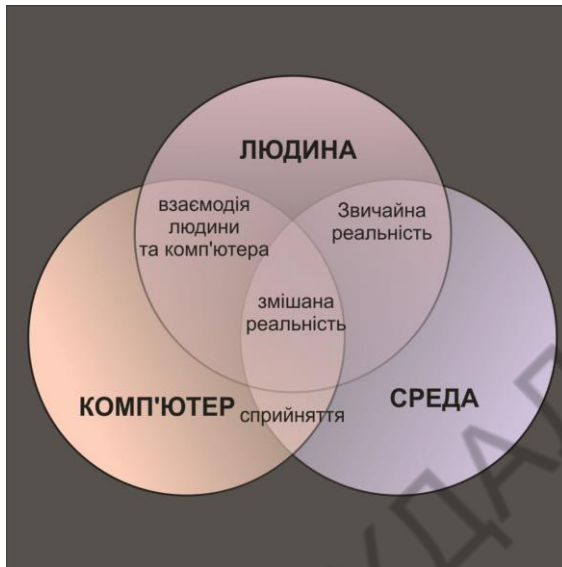 ЛЮДИНА
взаємодія
людини
та комп'ютера
Звичайна
реальність
змішана
реальність
КОМП'ЮТЕР
сприйняття
СРЕДА